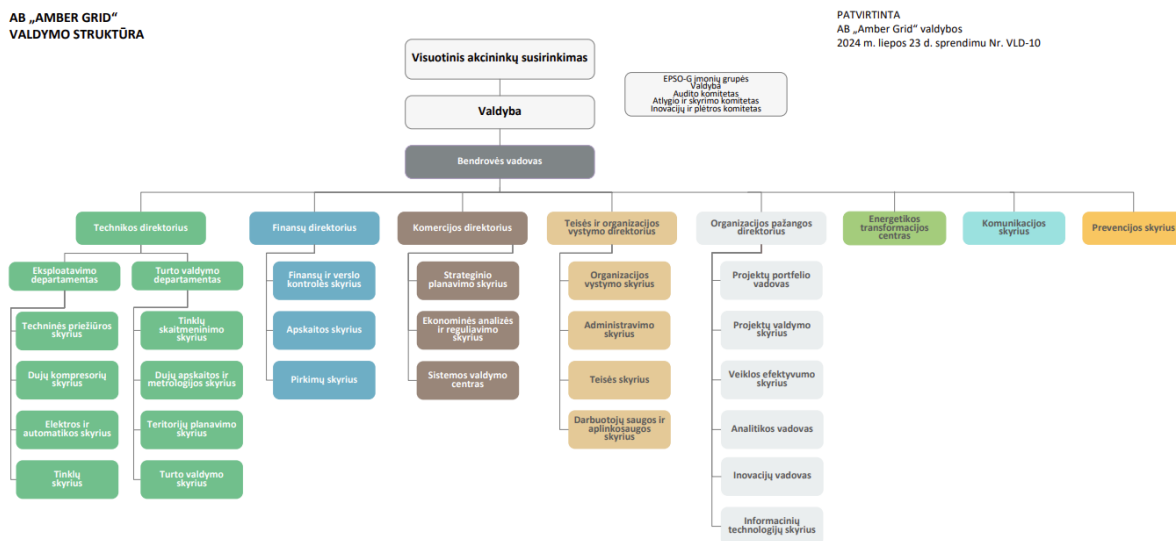 AB „AMBER GRID“
VALDYMO STRUKTŪRA
PATVIRTINTA
AB „Amber Grid“ valdybos
2024 m. liepos 23 d. sprendimu Nr. VLD-10
Visuotinis akcininkų susirinkimas
EPSO-G įmonių grupės
Valdyba
Audito komitetas
Atlygio ir skyrimo komitetas
Inovacijų ir plėtros komitetas
Valdyba
Bendrovės vadovas
Technikos direktorius
Finansų direktorius
Komercijos direktorius
Teisės ir organizacijos
vystymo direktorius
Organizacijos pažangos
direktorius
Energetikos
transformacijos
centras
Komunikacijos
skyrius
Prevencijos skyrius
Eksploatavimo
departamentas
Techninės priežiūros
skyrius
Dujų kompresorių
skyrius
Elektros ir
automatikos skyrius
Tinklų
skyrius
Turto valdymo
departamentas
Tinklų
skaitmeninimo
skyrius
Dujų apskaitos ir
metrologijos skyrius
Teritorijų planavimo
skyrius
Turto valdymo
skyrius
Finansų ir verslo
kontrolės skyrius
Apskaitos skyrius
Pirkimų skyrius
Strateginio
planavimo skyrius
Ekonominės analizės
ir reguliavimo
skyrius
Sistemos valdymo
centras
Organizacijos
vystymo skyrius
Administravimo
skyrius
Teisės skyrius
Darbuotojų saugos ir
aplinkosaugos
skyrius
Projektų portfelio
vadovas
Projektų valdymo
skyrius
Veiklos efektyvumo
skyrius
Analitikos vadovas
Inovacijų vadovas
Informacinių
technologijų skyrius